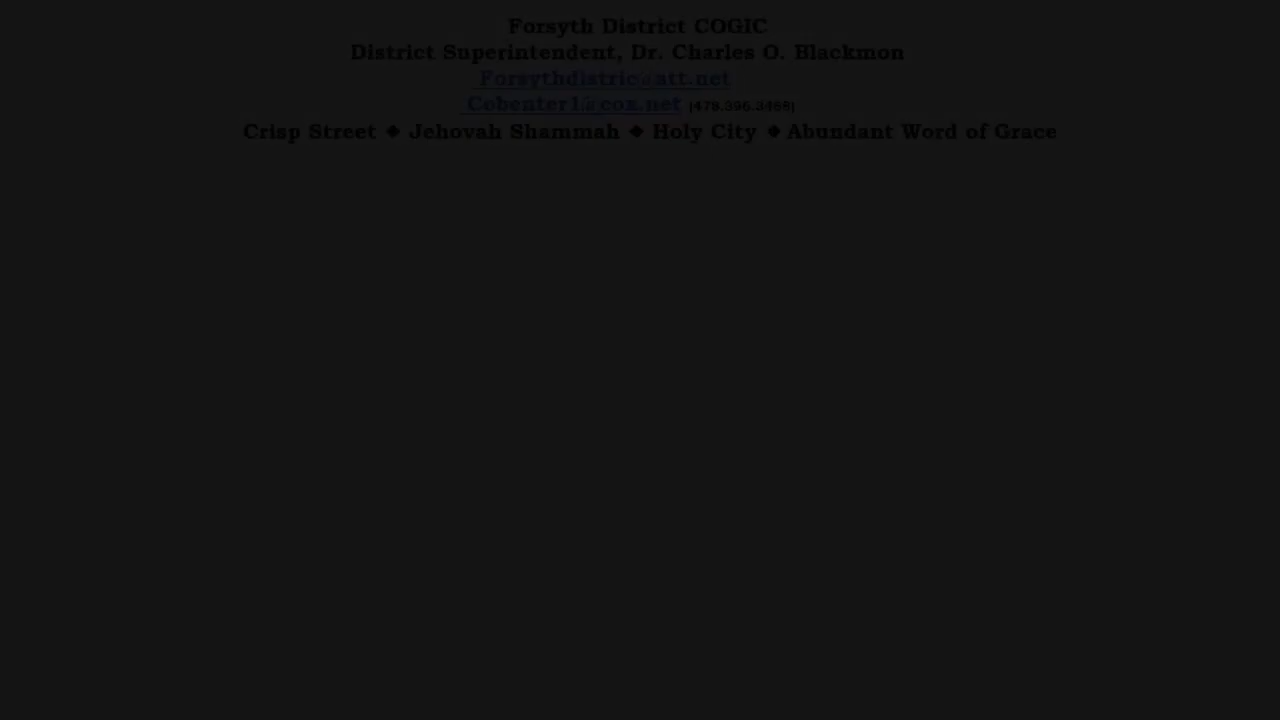 Forsyth District COGIC
District Superintendent, Dr. Charles O. Blackmon
Forsythdistric@att.net
Cobenter1@cox.net (478.396.3468)
Crisp Street ◆ Jehovah Shammah ◆ Holy City ◆ Abundant Word of Grace